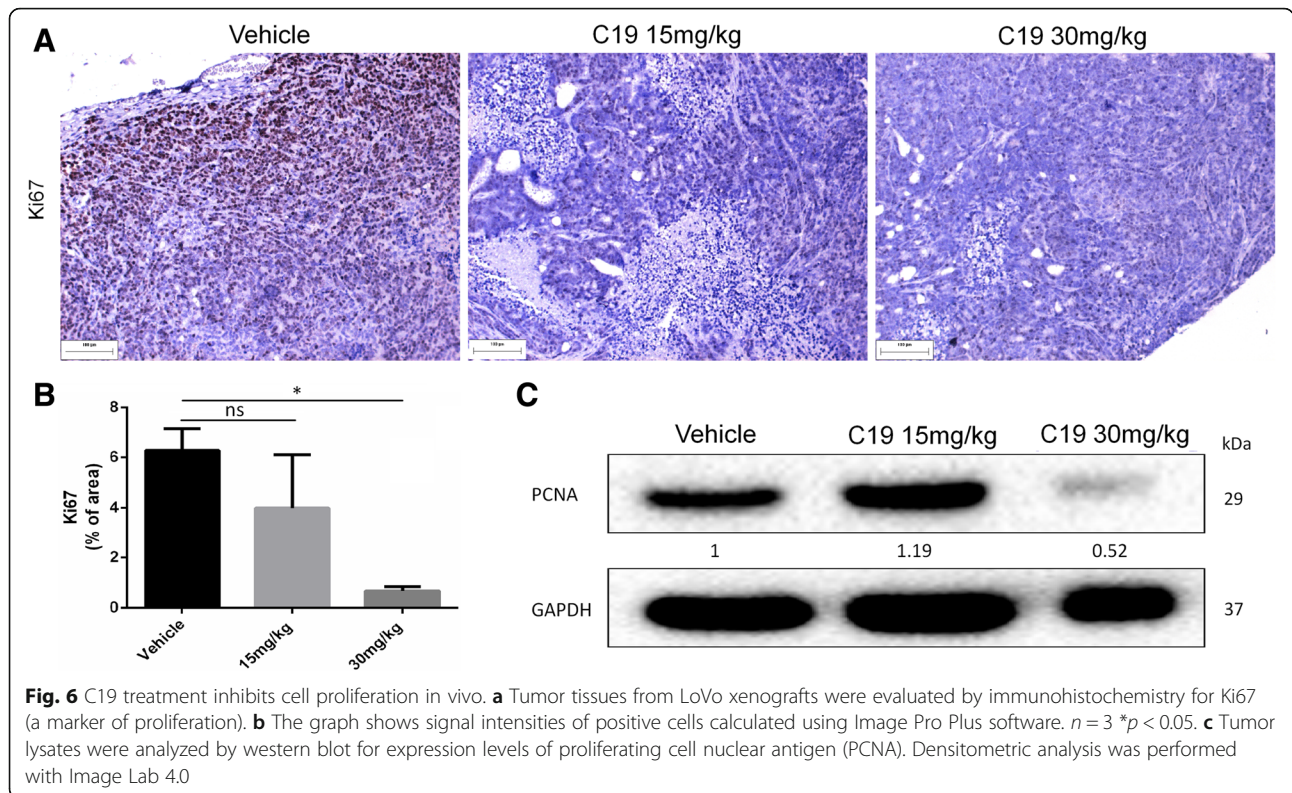 A
Vehicle
C19 15mg/kg
C19 30mg/kg
Ki67
100 µm
B
*
ns
8
6
4
2
0
Ki67
(% of area)
Vehicle
15mg/kg
30mg/kg
C
Vehicle
C19 15mg/kg
C19 30mg/kg
kDa
PCNA
29
1
1.19
0.52
GAPDH
37
Fig. 6 C19 treatment inhibits cell proliferation in vivo. a Tumor tissues from LoVo xenografts were evaluated by immunohistochemistry for Ki67
(a marker of proliferation). b The graph shows signal intensities of positive cells calculated using Image Pro Plus software. n = 3 *p < 0.05. c Tumor
lysates were analyzed by western blot for expression levels of proliferating cell nuclear antigen (PCNA). Densitometric analysis was performed
with Image Lab 4.0